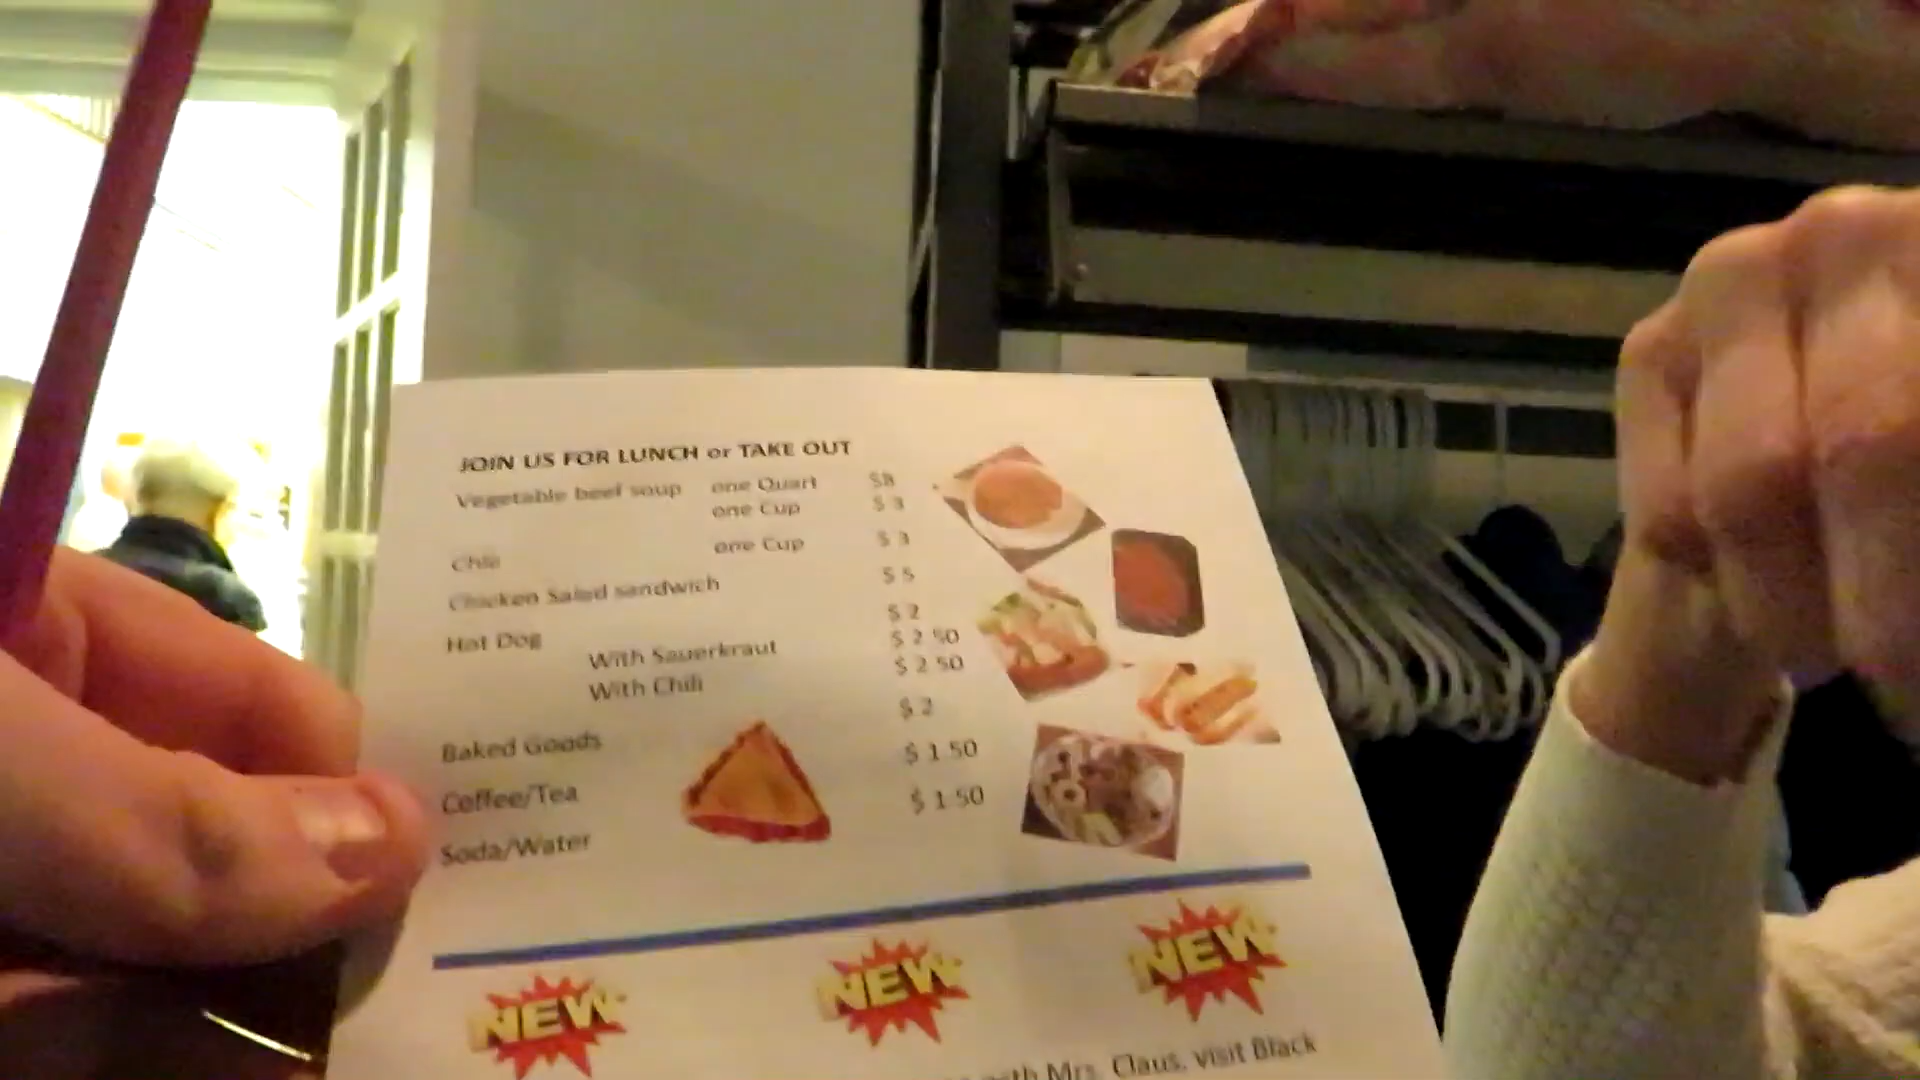 JOIN US FOR LUNCH or TAKE OUT
Vegetable beef soup one Quart $8
one Cup $3
Chili one Cup $3
Chicken Salad sandwich $5
Hot Dog $2
With Sauerkraut $2.50
With Chili $2.50
Baked Goods $2
Coffee/Tea $1.50
Soda/Water $1.50
NEW NEW NEW
with Mrs. Claus, visit Black